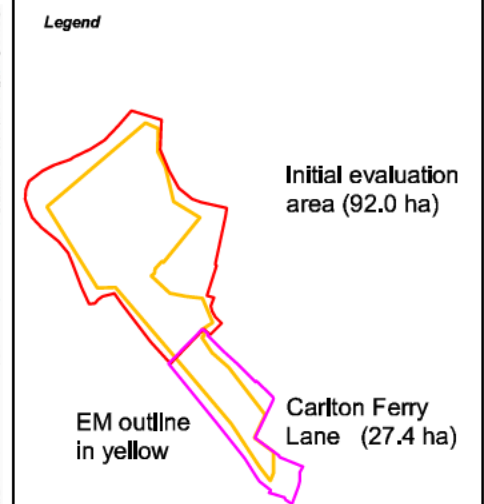 Legend
Initial evaluation
area (92.0 ha)
Carlton Ferry
Lane (27.4 ha)
EM outline
in yellow